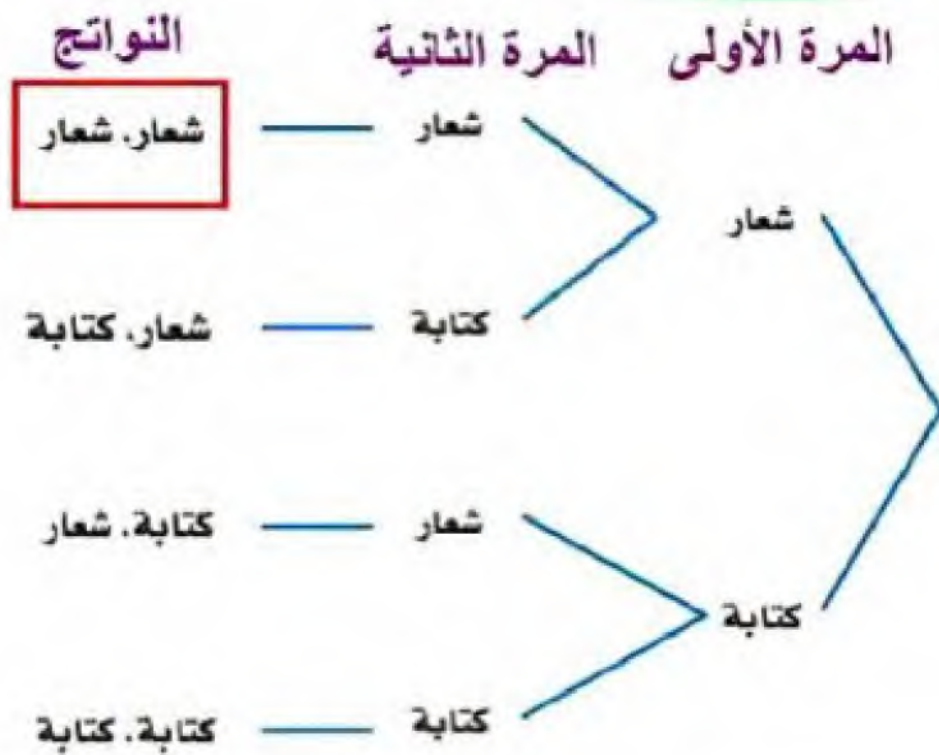 المرة الأولى المرة الثانية النواتج
شعار شعار، شعار
شعار
كتابة شعار، كتابة
شعار كتابة، شعار
كتابة
كتابة كتابة، كتابة